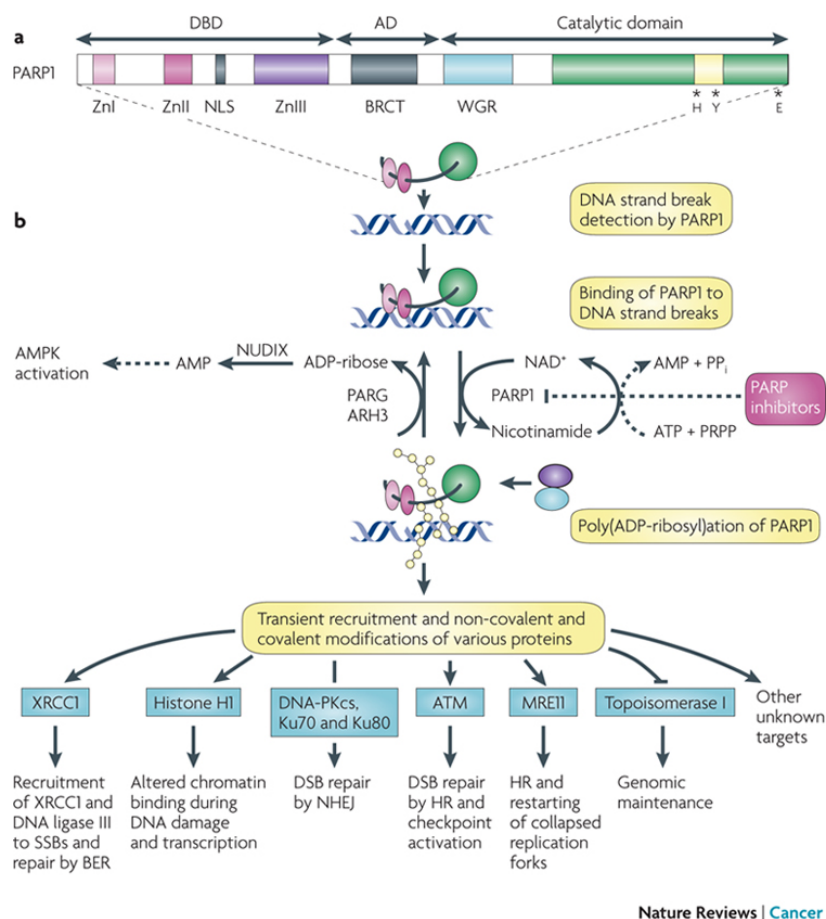 a
DBD
AD
Catalytic domain
PARP1
ZnI
ZnII
NLS
ZnIII
BRCT
WGR
* * *
H Y E
DNA strand break
detection by PARP1
b
Binding of PARP1 to
DNA strand breaks
AMPK
activation
AMP
NUDIX
ADP-ribose
PARG
ARH3
NAD⁺
PARP1
Nicotinamide
AMP + PPᵢ
ATP + PRPP
PARP
inhibitors
Poly(ADP-ribosyl)ation of PARP1
Transient recruitment and non-covalent and
covalent modifications of various proteins
XRCC1
Histone H1
DNA-PKcs,
Ku70 and Ku80
ATM
MRE11
Topoisomerase I
Other
unknown
targets
Recruitment
of XRCC1 and
DNA ligase III
to SSBs and
repair by BER
Altered chromatin
binding during
DNA damage
and transcription
DSB repair
by NHEJ
DSB repair
by HR and
checkpoint
activation
HR and
restarting
of collapsed
replication
forks
Genomic
maintenance
Nature Reviews | Cancer